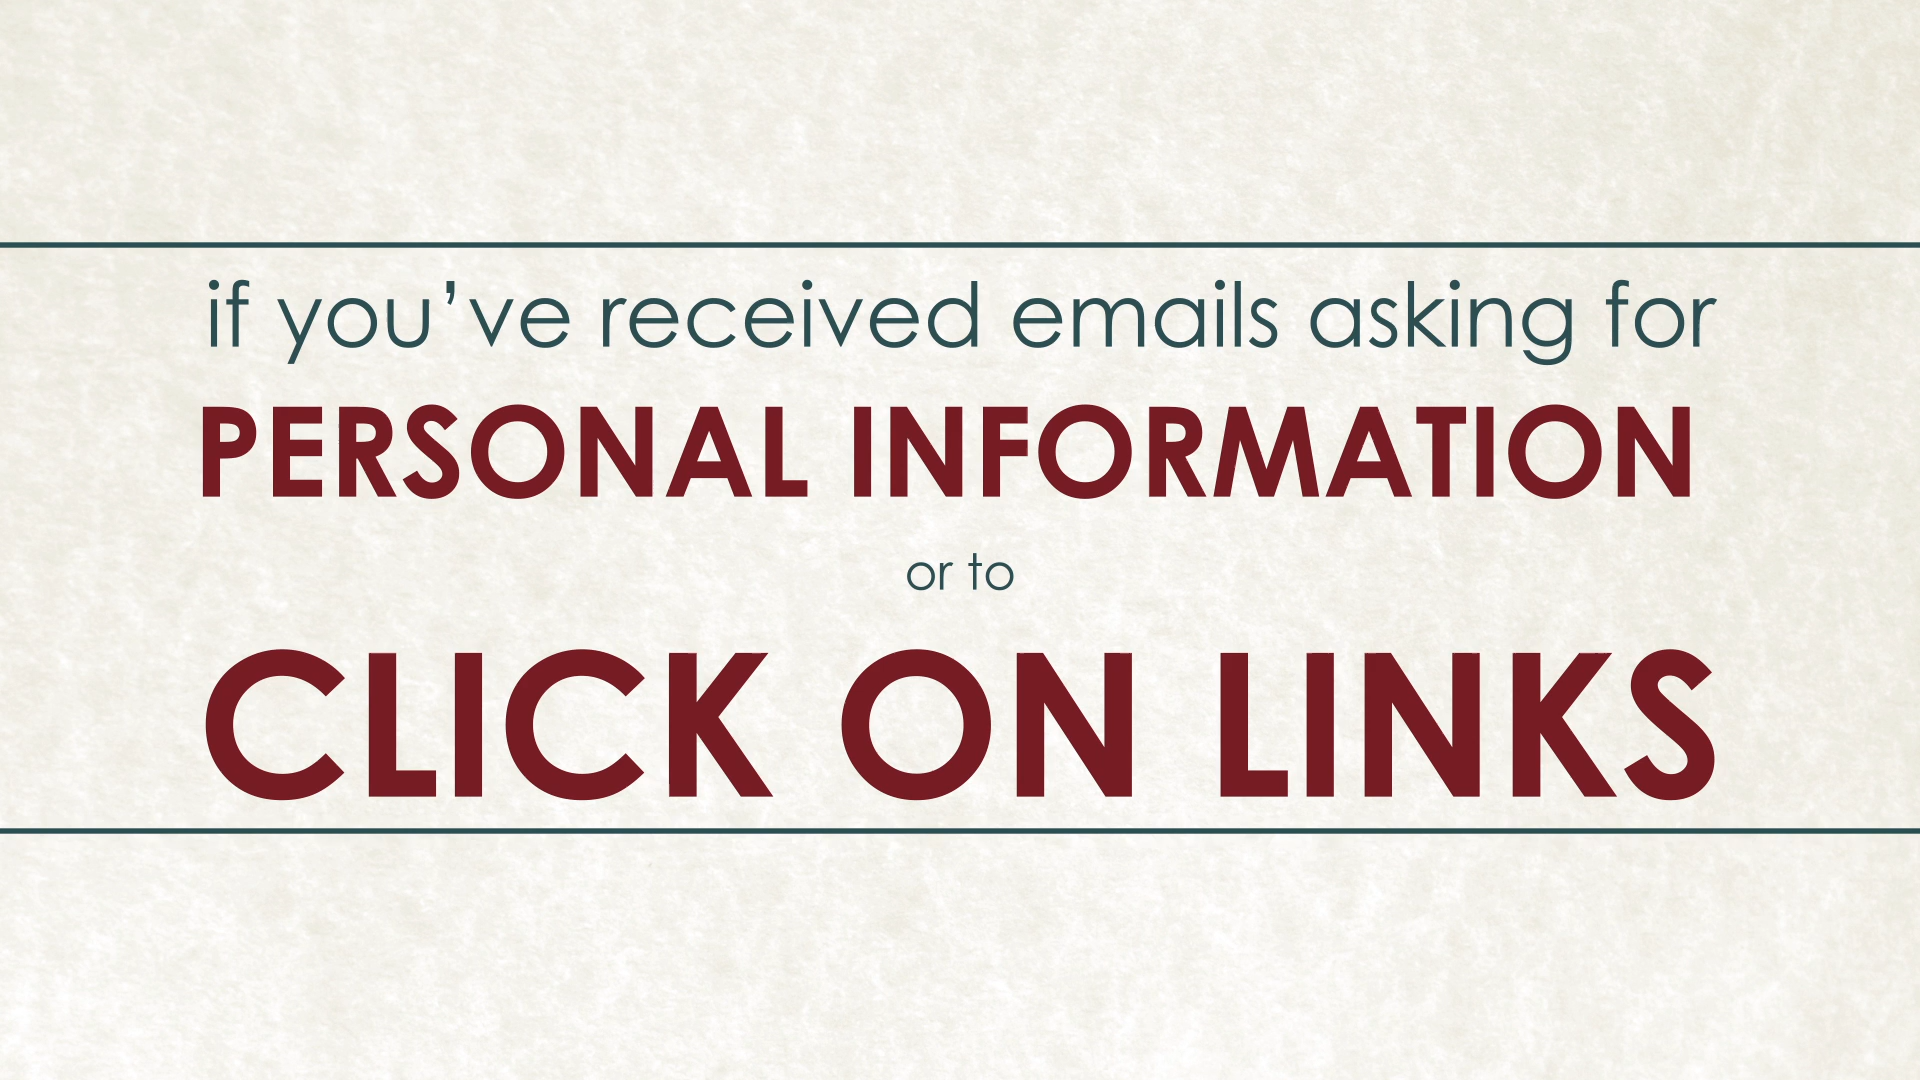 if you’ve received emails asking for
PERSONAL INFORMATION
or to
CLICK ON LINKS